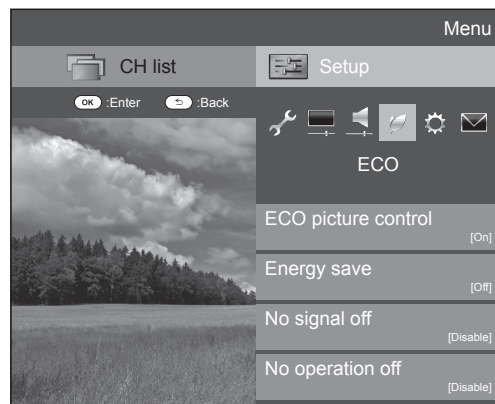 Menu
CH list
Setup
OK :Enter :Back
ECO
ECO picture control
[On]
Energy save
[Off]
No signal off
[Disable]
No operation off
[Disable]